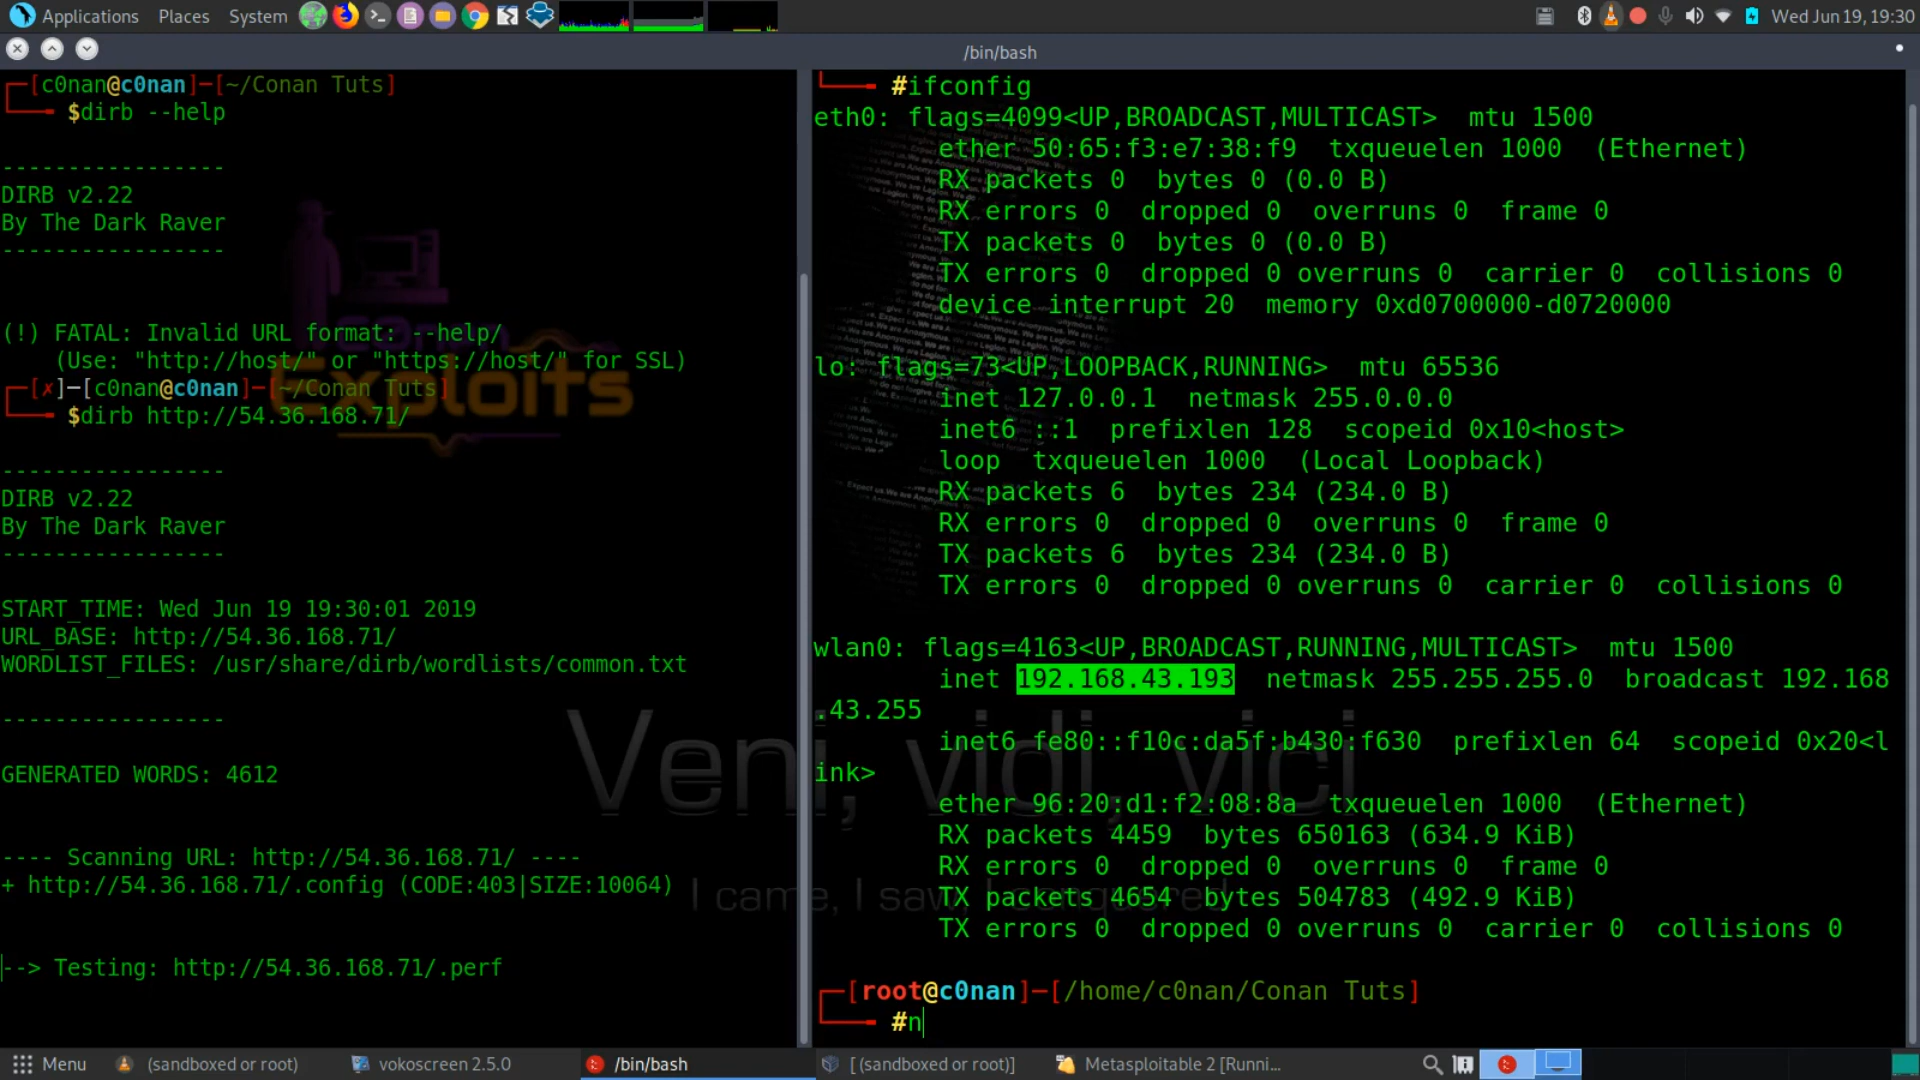 Applications Places System
Wed Jun 19, 19:30
/bin/bash
┌─[c0nan@c0nan]─[~/Conan Tuts]
└──╼ $dirb --help
-----------------
DIRB v2.22
By The Dark Raver
-----------------
(!) FATAL: Invalid URL format: --help/
(Use: "http://host/" or "https://host/" for SSL)
┌─[✗]─[c0nan@c0nan]─[~/Conan Tuts]
└──╼ $dirb http://54.36.168.71/
-----------------
DIRB v2.22
By The Dark Raver
-----------------
START_TIME: Wed Jun 19 19:30:01 2019
URL_BASE: http://54.36.168.71/
WORDLIST_FILES: /usr/share/dirb/wordlists/common.txt
-----------------
GENERATED WORDS: 4612
---- Scanning URL: http://54.36.168.71/ ----
+ http://54.36.168.71/.config (CODE:403|SIZE:10064)
--> Testing: http://54.36.168.71/.perf
conan
Exploits
└──╼ #ifconfig
eth0: flags=4099<UP,BROADCAST,MULTICAST> mtu 1500
ether 50:65:f3:e7:38:f9 txqueuelen 1000 (Ethernet)
RX packets 0 bytes 0 (0.0 B)
RX errors 0 dropped 0 overruns 0 frame 0
TX packets 0 bytes 0 (0.0 B)
TX errors 0 dropped 0 overruns 0 carrier 0 collisions 0
device interrupt 20 memory 0xd0700000-d0720000
lo: flags=73<UP,LOOPBACK,RUNNING> mtu 65536
inet 127.0.0.1 netmask 255.0.0.0
inet6 ::1 prefixlen 128 scopeid 0x10<host>
loop txqueuelen 1000 (Local Loopback)
RX packets 6 bytes 234 (234.0 B)
RX errors 0 dropped 0 overruns 0 frame 0
TX packets 6 bytes 234 (234.0 B)
TX errors 0 dropped 0 overruns 0 carrier 0 collisions 0
wlan0: flags=4163<UP,BROADCAST,RUNNING,MULTICAST> mtu 1500
inet 192.168.43.193 netmask 255.255.255.0 broadcast 192.168
.43.255
inet6 fe80::f10c:da5f:b430:f630 prefixlen 64 scopeid 0x20<l
ink>
ether 96:20:d1:f2:08:8a txqueuelen 1000 (Ethernet)
RX packets 4459 bytes 650163 (634.9 KiB)
RX errors 0 dropped 0 overruns 0 frame 0
TX packets 4654 bytes 504783 (492.9 KiB)
TX errors 0 dropped 0 overruns 0 carrier 0 collisions 0
┌─[root@c0nan]─[/home/c0nan/Conan Tuts]
└──╼ #n
Veni, vidi, vici
I came, I saw, I conquered
Menu (sandboxed or root) vokoscreen 2.5.0 /bin/bash [ (sandboxed or root)] Metasploitable 2 [Runni...